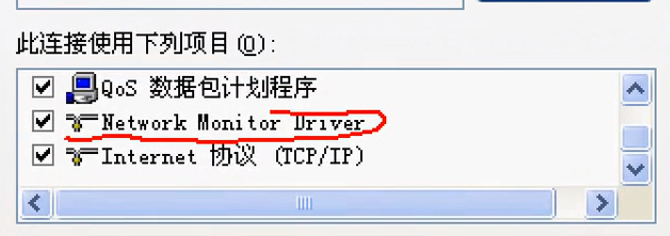 此连接使用下列项目(O):
QoS 数据包计划程序
Network Monitor Driver
Internet 协议 (TCP/IP)